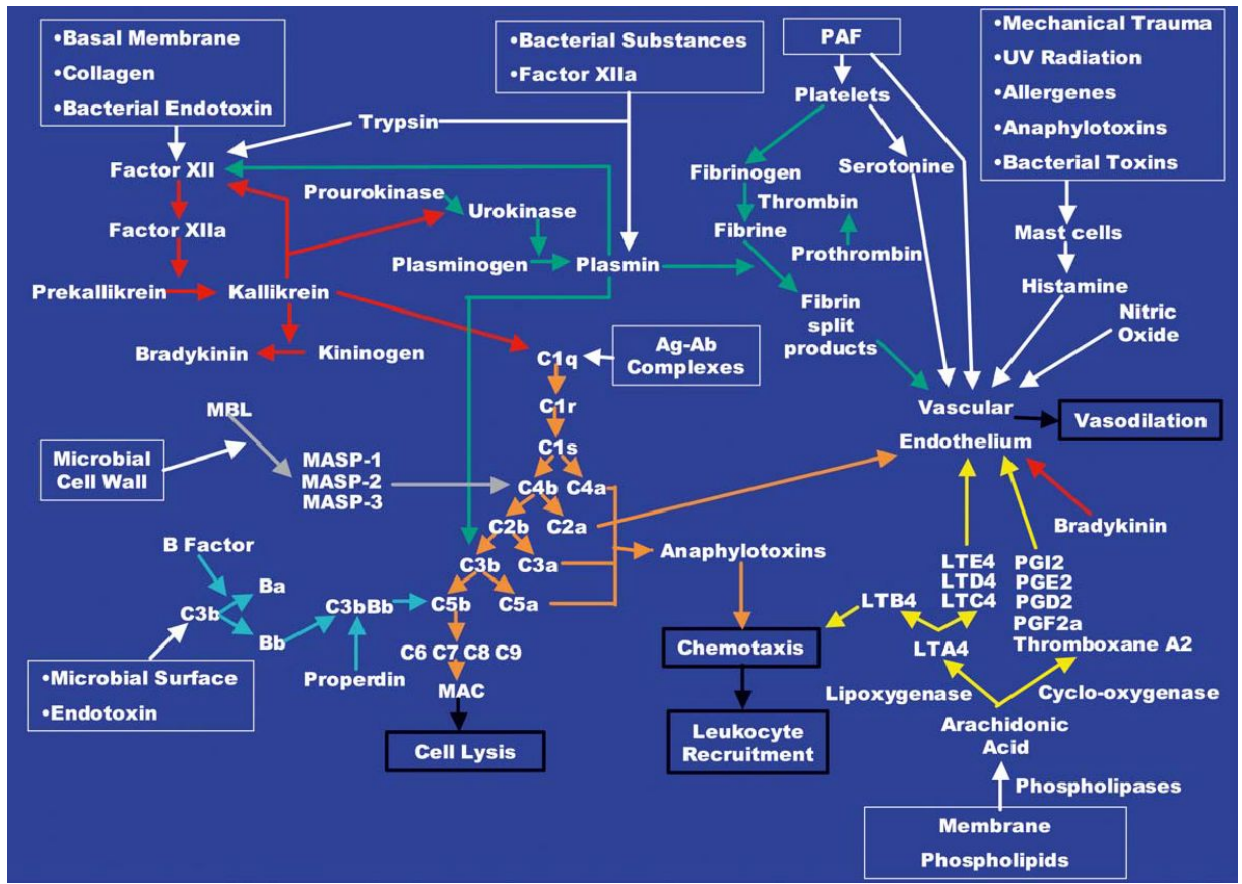 •Basal Membrane
•Collagen
•Bacterial Endotoxin
•Bacterial Substances
•Factor XIIa
PAF
•Mechanical Trauma
•UV Radiation
•Allergenes
•Anaphylotoxins
•Bacterial Toxins
Trypsin
Platelets
Factor XII
Prourokinase
Urokinase
Fibrinogen
Serotonine
Thrombin
Factor XIIa
Fibrine
Prothrombin
Mast cells
Plasminogen
Plasmin
Prekallikrein
Kallikrein
Histamine
Fibrin
split
products
Nitric
Oxide
Bradykinin
Kininogen
C1q
Ag-Ab
Complexes
C1r
MBL
Vascular
Endothelium
Vasodilation
C1s
Microbial
Cell Wall
MASP-1
MASP-2
MASP-3
C4b
C4a
C2b
C2a
Bradykinin
B Factor
C3b
C3a
Anaphylotoxins
LTE4
LTD4
LTC4
PGI2
PGE2
PGD2
PGF2a
Thromboxane A2
Ba
C3b
Bb
C3bBb
C5b
C5a
LTB4
LTA4
C6 C7 C8 C9
Chemotaxis
Properdin
•Microbial Surface
•Endotoxin
MAC
Lipoxygenase
Cyclo-oxygenase
Cell Lysis
Leukocyte
Recruitment
Arachidonic
Acid
Phospholipases
Membrane
Phospholipids